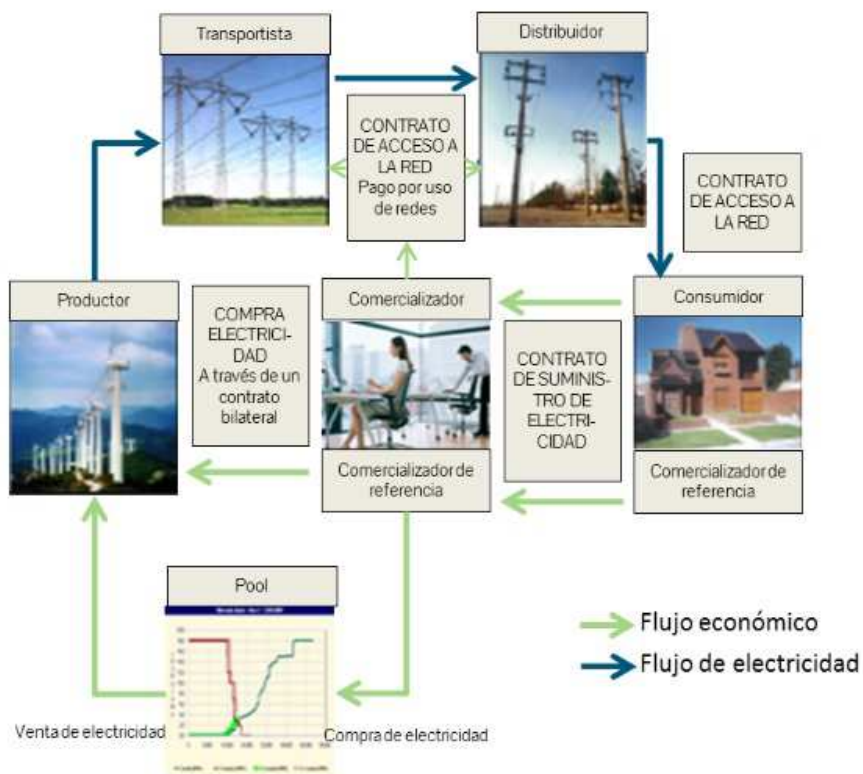 Transportista
Distribuidor
CONTRATO
DE ACCESO A
LA RED
Pago por uso
de redes
CONTRATO
DE ACCESO A
LA RED
Productor
COMPRA
ELECTRICI-
DAD
A través de un
contrato
bilateral
Comercializador
CONTRATO
DE SUMINIS-
TRO DE
ELECTRI-
CIDAD
Consumidor
Comercializador de
referencia
Comercializador de
referencia
Pool
Flujo económico
Flujo de electricidad
Venta de electricidad
Compra de electricidad